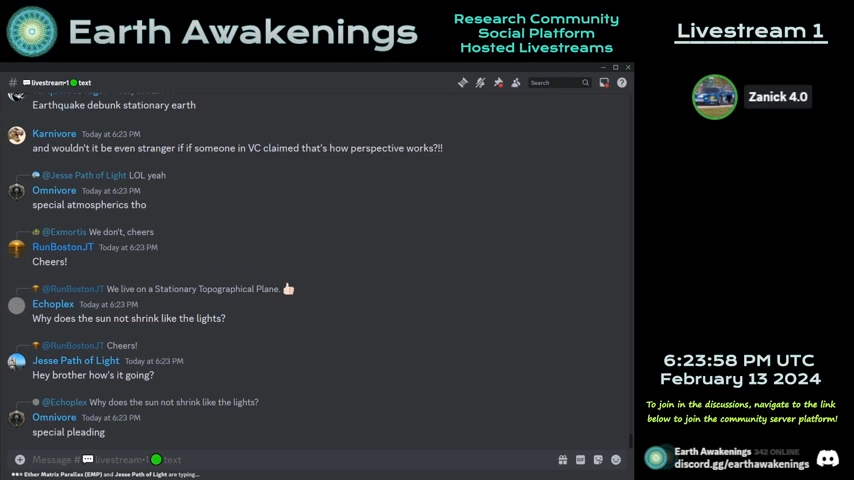 Earth Awakenings
Research Community
Social Platform
Hosted Livestreams
Livestream 1
# livestream-1 text
Search
Earthquake debunk stationary earth
Karnivore Today at 6:23 PM
and wouldn't it be even stranger if if someone in VC claimed that's how perspective works?!!
@Jesse Path of Light LOL yeah
Omnivore Today at 6:23 PM
special atmospherics tho
@Exmortis We don't, cheers
RunBostonJT Today at 6:23 PM
Cheers!
@RunBostonJT We live on a Stationary Topographical Plane.
Echoplex Today at 6:23 PM
Why does the sun not shrink like the lights?
@RunBostonJT Cheers!
Jesse Path of Light Today at 6:23 PM
Hey brother how's it going?
@Echoplex Why does the sun not shrink like the lights?
Omnivore Today at 6:23 PM
special pleading
Message # livestream-1 text
GIF
Ether Matrix Parallax (EMP) and Jesse Path of Light are typing...
Zanick 4.0
6:23:58 PM UTC
February 13 2024
To join in the discussions, navigate to the link
below to join the community server platform!
Earth Awakenings 342 ONLINE
discord.gg/earthawakenings